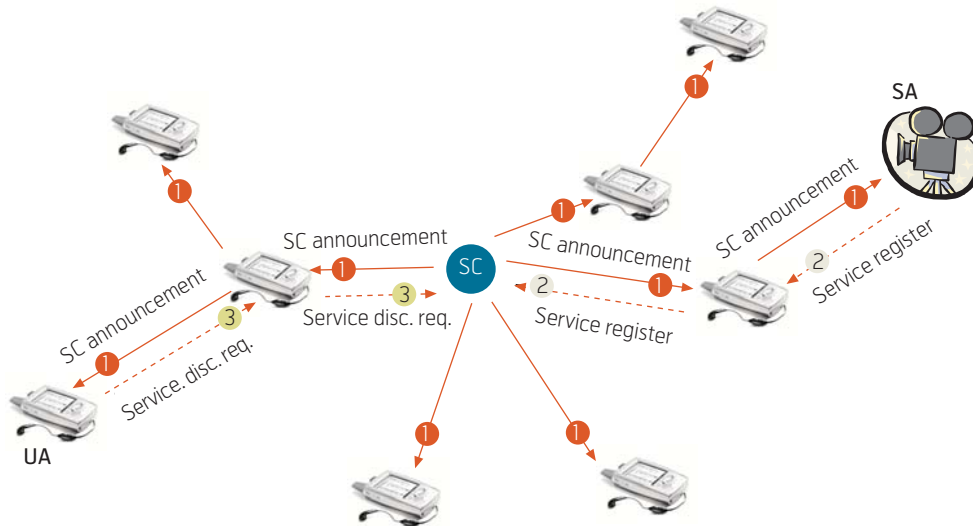 1
SA
1
1
1
SC announcement
2
Service register
SC announcement
1
SC
SC announcement
1
2
Service register
1
3
Service disc. req.
SC announcement
3
1
Service. disc. req.
UA
1
1